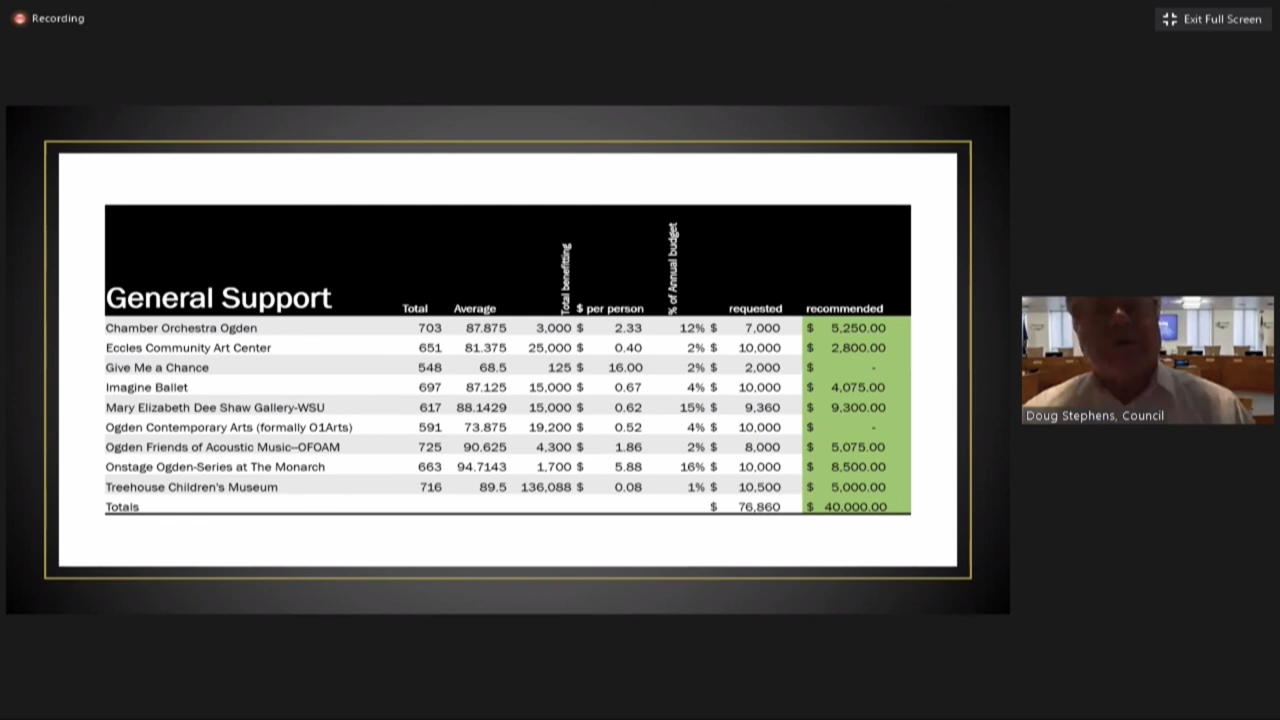 Recording
Exit Full Screen
General Support Total Average Total benefitting $ per person % of Annual budget requested recommended
Chamber Orchestra Ogden 703 87.875 3,000 $ 2.33 12% $ 7,000 $ 5,250.00
Eccles Community Art Center 651 81.375 25,000 $ 0.40 2% $ 10,000 $ 2,800.00
Give Me a Chance 548 68.5 125 $ 16.00 2% $ 2,000 $ -
Imagine Ballet 697 87.125 15,000 $ 0.67 4% $ 10,000 $ 4,075.00
Mary Elizabeth Dee Shaw Gallery-WSU 617 88.1429 15,000 $ 0.62 15% $ 9,360 $ 9,300.00
Ogden Contemporary Arts (formally O1Arts) 591 73.875 19,200 $ 0.52 4% $ 10,000 $ -
Ogden Friends of Acoustic Music–OFOAM 725 90.625 4,300 $ 1.86 2% $ 8,000 $ 5,075.00
Onstage Ogden-Series at The Monarch 663 94.7143 1,700 $ 5.88 16% $ 10,000 $ 8,500.00
Treehouse Children's Museum 716 89.5 136,088 $ 0.08 1% $ 10,500 $ 5,000.00
Totals $ 76,860 $ 40,000.00
Doug Stephens, Council